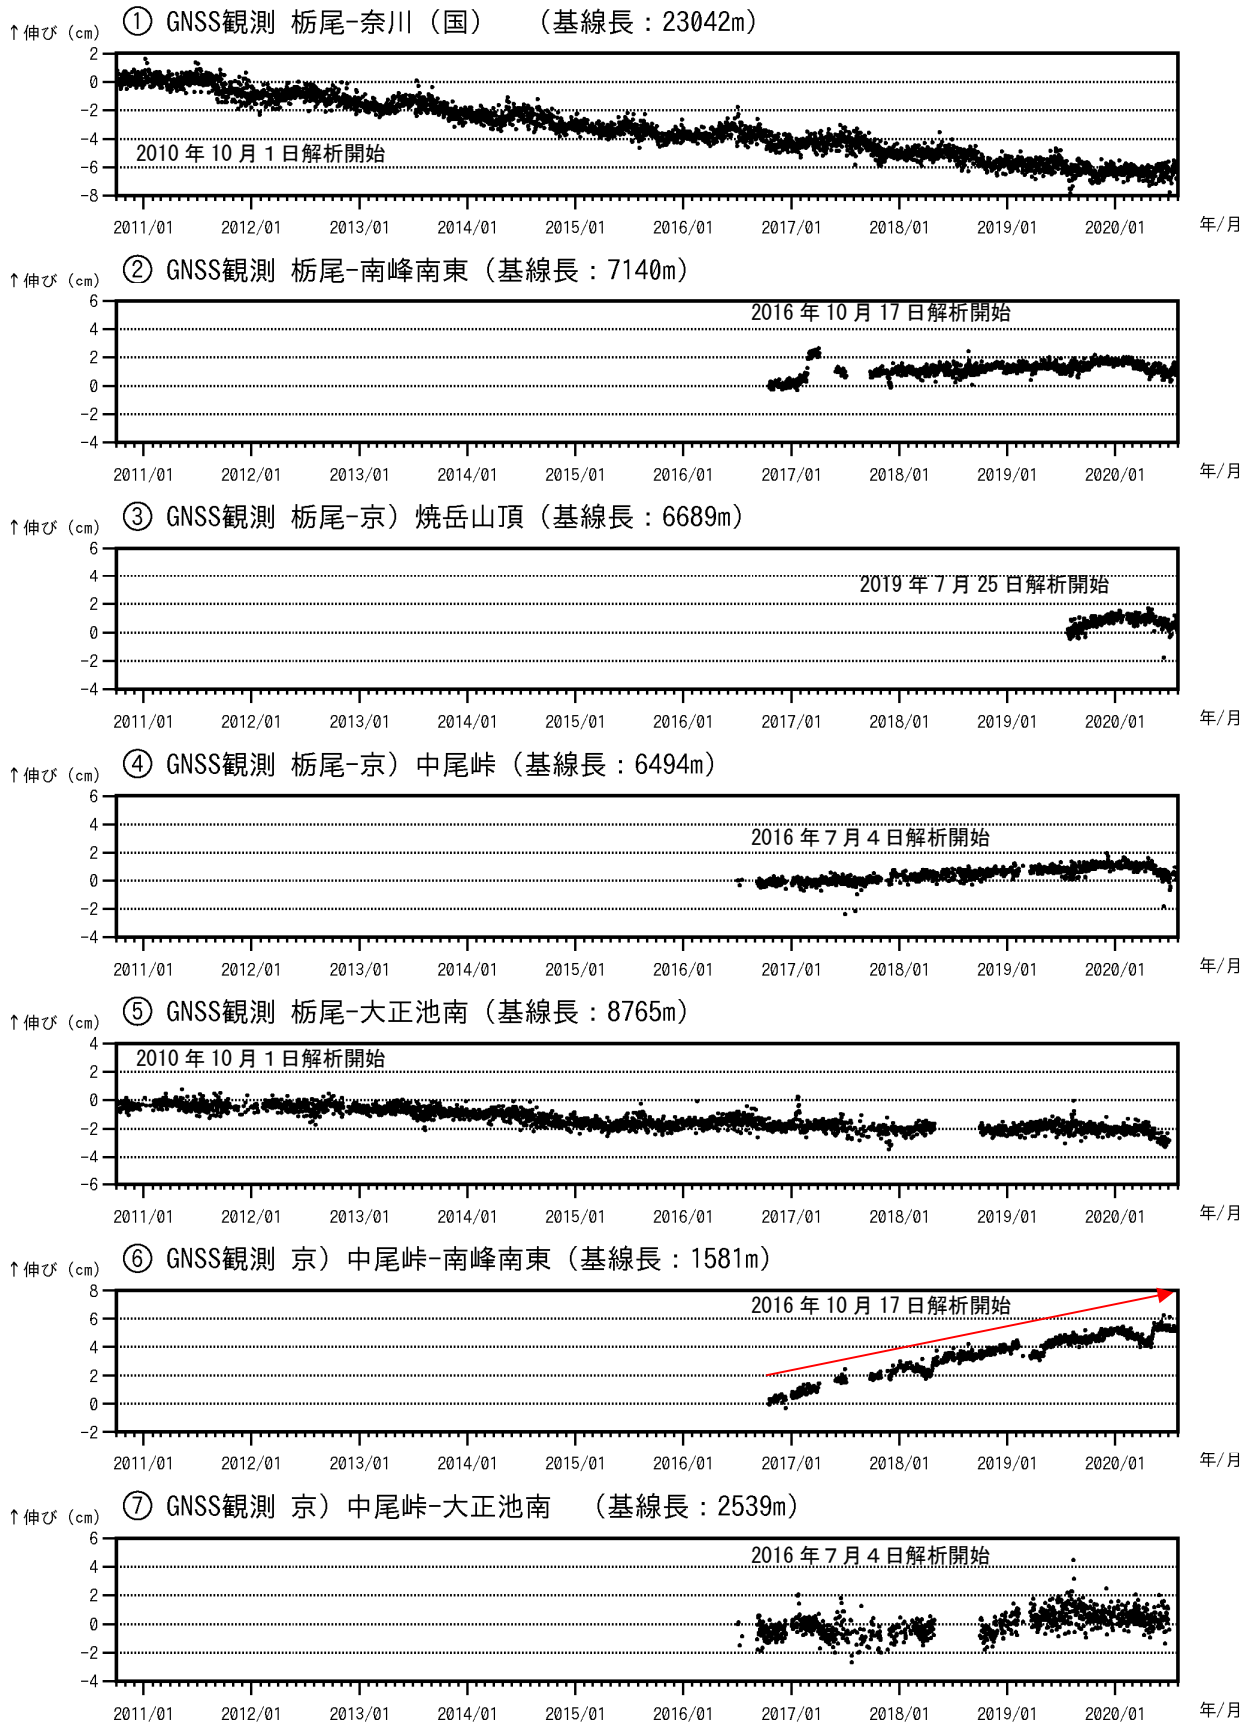 ① GNSS観測 栃尾-奈川（国）　（基線長：23042m）
↑伸び（cm）
2
0
-2
-4
-6
-8
2010 年 10 月 1 日解析開始
2011/01 2012/01 2013/01 2014/01 2015/01 2016/01 2017/01 2018/01 2019/01 2020/01 年/月
② GNSS観測 栃尾-南峰南東（基線長：7140m）
↑伸び（cm）
6
4
2
0
-2
-4
2016 年 10 月 17 日解析開始
2011/01 2012/01 2013/01 2014/01 2015/01 2016/01 2017/01 2018/01 2019/01 2020/01 年/月
③ GNSS観測 栃尾-京）焼岳山頂（基線長：6689m）
↑伸び（cm）
6
4
2
0
-2
-4
2019 年 7 月 25 日解析開始
2011/01 2012/01 2013/01 2014/01 2015/01 2016/01 2017/01 2018/01 2019/01 2020/01 年/月
④ GNSS観測 栃尾-京）中尾峠（基線長：6494m）
↑伸び（cm）
6
4
2
0
-2
-4
2016 年 7 月 4 日解析開始
2011/01 2012/01 2013/01 2014/01 2015/01 2016/01 2017/01 2018/01 2019/01 2020/01 年/月
⑤ GNSS観測 栃尾-大正池南（基線長：8765m）
↑伸び（cm）
4
2
0
-2
-4
-6
2010 年 10 月 1 日解析開始
2011/01 2012/01 2013/01 2014/01 2015/01 2016/01 2017/01 2018/01 2019/01 2020/01 年/月
⑥ GNSS観測 京）中尾峠-南峰南東（基線長：1581m）
↑伸び（cm）
8
6
4
2
0
-2
2016 年 10 月 17 日解析開始
2011/01 2012/01 2013/01 2014/01 2015/01 2016/01 2017/01 2018/01 2019/01 2020/01 年/月
⑦ GNSS観測 京）中尾峠-大正池南　（基線長：2539m）
↑伸び（cm）
6
4
2
0
-2
-4
2016 年 7 月 4 日解析開始
2011/01 2012/01 2013/01 2014/01 2015/01 2016/01 2017/01 2018/01 2019/01 2020/01 年/月